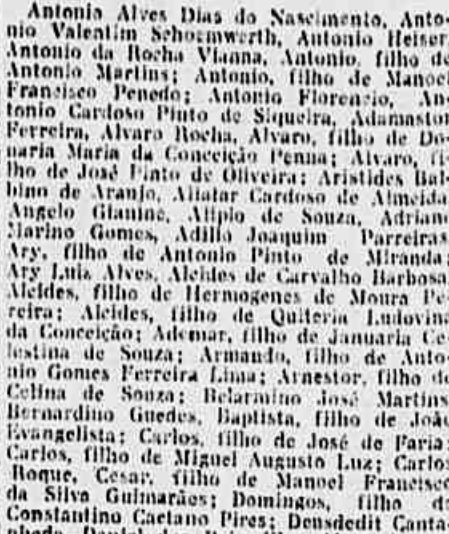 Antonia Alves Dias do Nascimento, Anto-
nio Valentim Schoemwerth, Antonio Heiser,
Antonio da Rocha Vianna, Antonio, filho de
Antonio Martins; Antonio, filho de Manoel
Francisco Penedo; Antonio Florencio, An-
tonio Cardoso Pinto de Siqueira, Adamastor
Ferreira, Alvaro Rocha, Alvaro, filho de Do-
naria Maria da Conceição Penna; Alvaro, fi-
lho de José Pinto de Oliveira; Aristides Bal-
bino de Araujo, Aliatar Cardoso de Almeida,
Angelo Gianine, Alipio de Souza, Adriano
Marino Gomes, Adilio Joaquim Parreiras,
Ary, filho de Antonio Pinto de Miranda;
Ary Luiz Alves, Alcides de Carvalho Barbosa,
Alcides, filho de Hermogenes de Moura Pe-
reira; Alcides, filho de Quiteria Ludovina
da Conceição; Ademar, filho de Januaria Ce-
lestina de Souza; Armando, filho de Anto-
nio Gomes Ferreira Lima; Arnestor, filho de
Celina de Souza; Belarmino José Martins,
Bernardino Guedes, Baptista, filho de João
Evangelista; Carlos, filho de José de Faria;
Carlos, filho de Miguel Augusto Luz; Carlos
Roque, Cesar, filho de Manoel Francisco
da Silva Guimarães; Domingos, filho de
Constantino Caetano Pires; Deusdedit Canta-